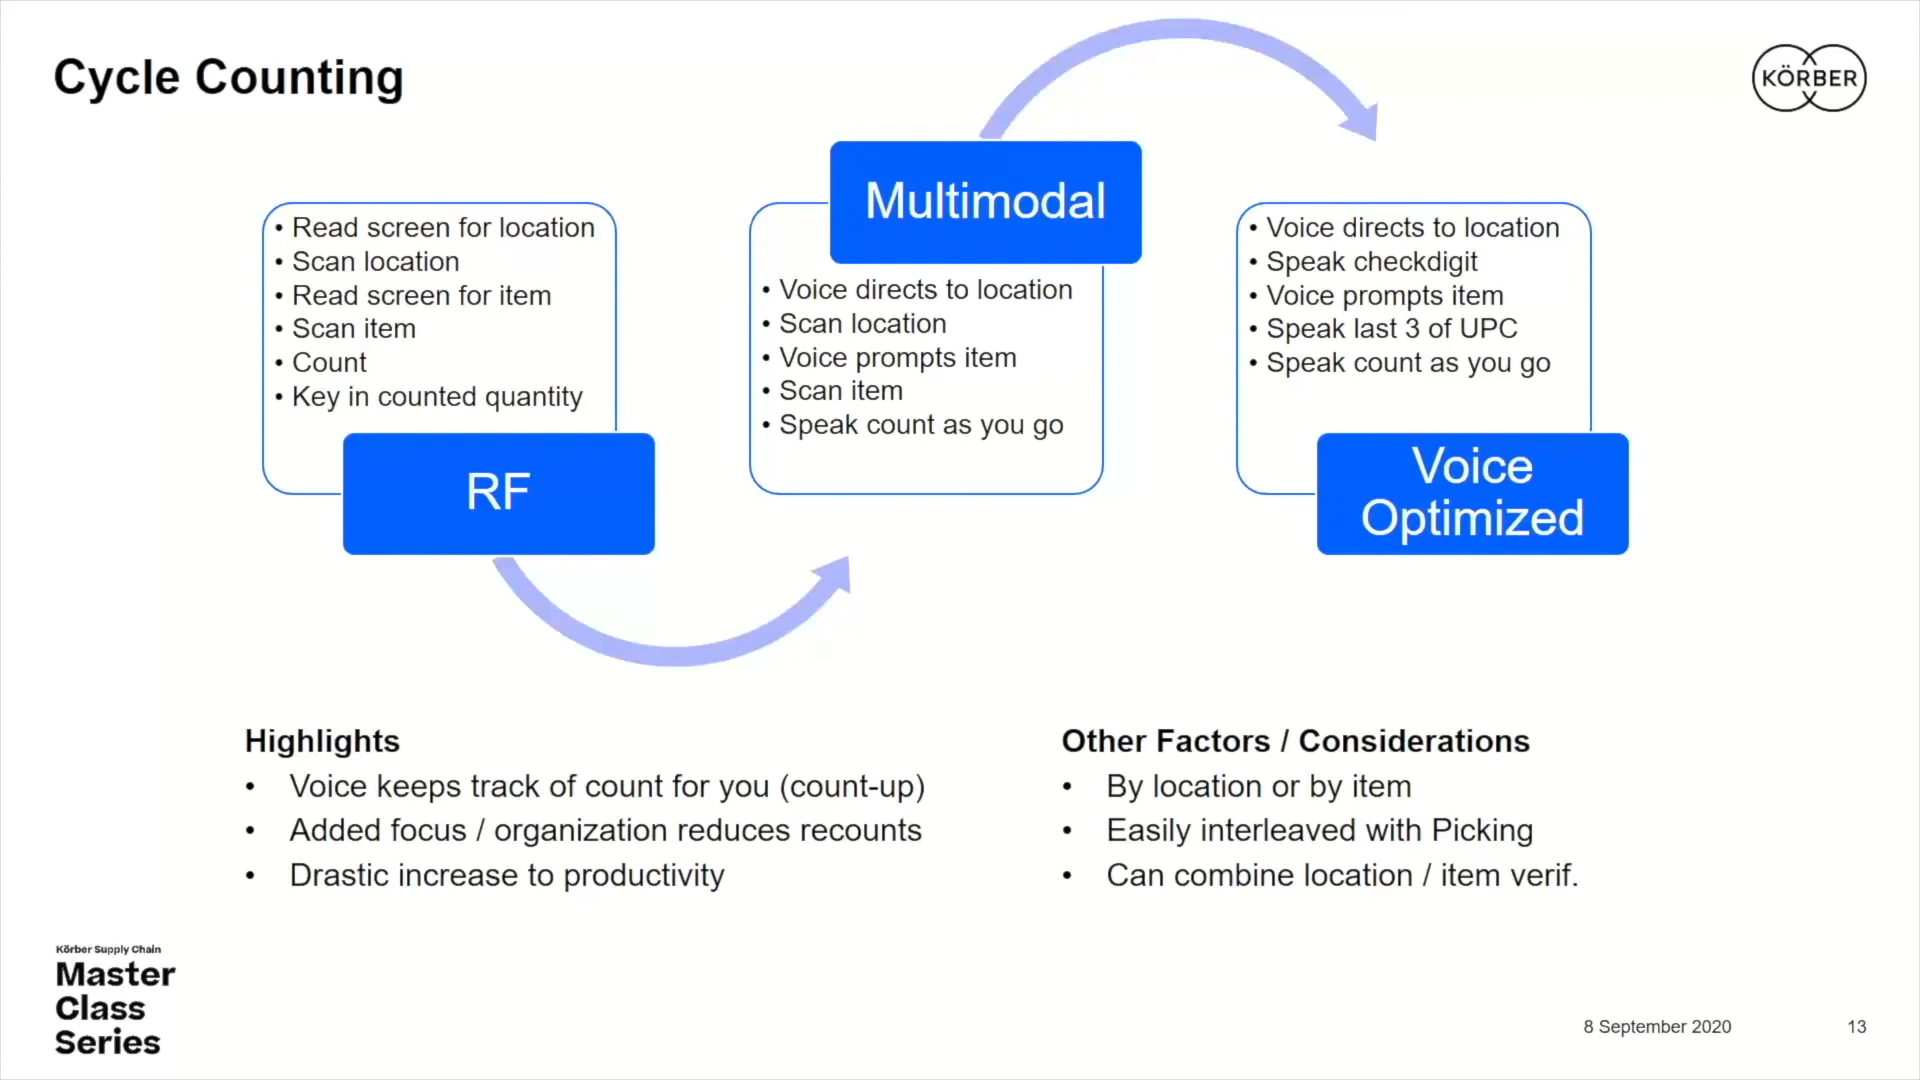 Cycle Counting
KÖRBER
• Read screen for location
• Scan location
• Read screen for item
• Scan item
• Count
• Key in counted quantity
RF
Multimodal
• Voice directs to location
• Scan location
• Voice prompts item
• Scan item
• Speak count as you go
• Voice directs to location
• Speak checkdigit
• Voice prompts item
• Speak last 3 of UPC
• Speak count as you go
Voice
Optimized
Highlights
• Voice keeps track of count for you (count-up)
• Added focus / organization reduces recounts
• Drastic increase to productivity
Other Factors / Considerations
• By location or by item
• Easily interleaved with Picking
• Can combine location / item verif.
Körber Supply Chain
Master
Class
Series
8 September 2020
13